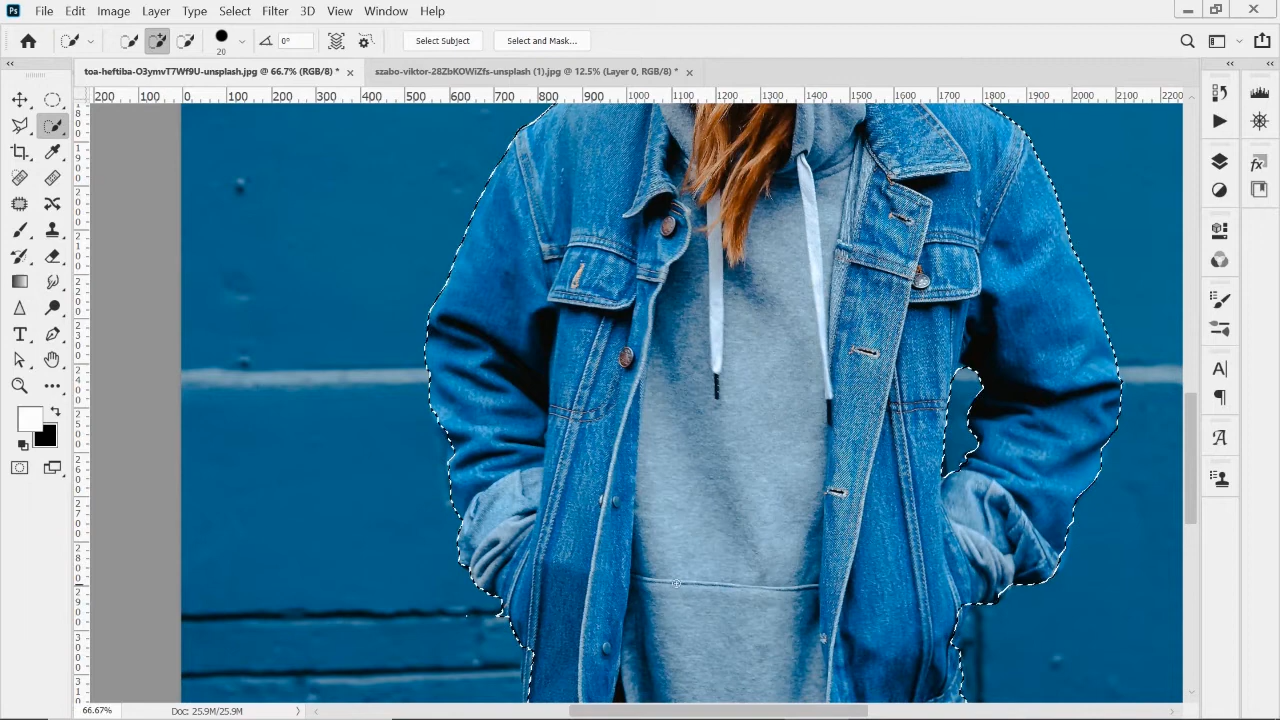 Ps File Edit Image Layer Type Select Filter 3D View Window Help
20 0° Select Subject Select and Mask...
toa-heftiba-O3ymvT7Wf9U-unsplash.jpg @ 66.7% (RGB/8) * szabo-viktor-28ZbKOWiZfs-unsplash (1).jpg @ 12.5% (Layer 0, RGB/8) *
200 100 0 100 200 300 400 500 600 700 800 900 1000 1100 1200 1300 1400 1500 1600 1700 1800 1900 2000 2100 2200
66.67% Doc: 25.9M/25.9M